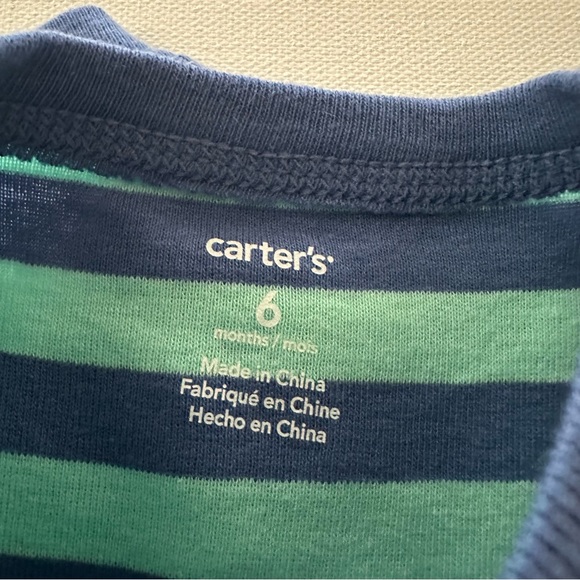 carter's
6
months / mois
Made in China
Fabriqué en Chine
Hecho en China